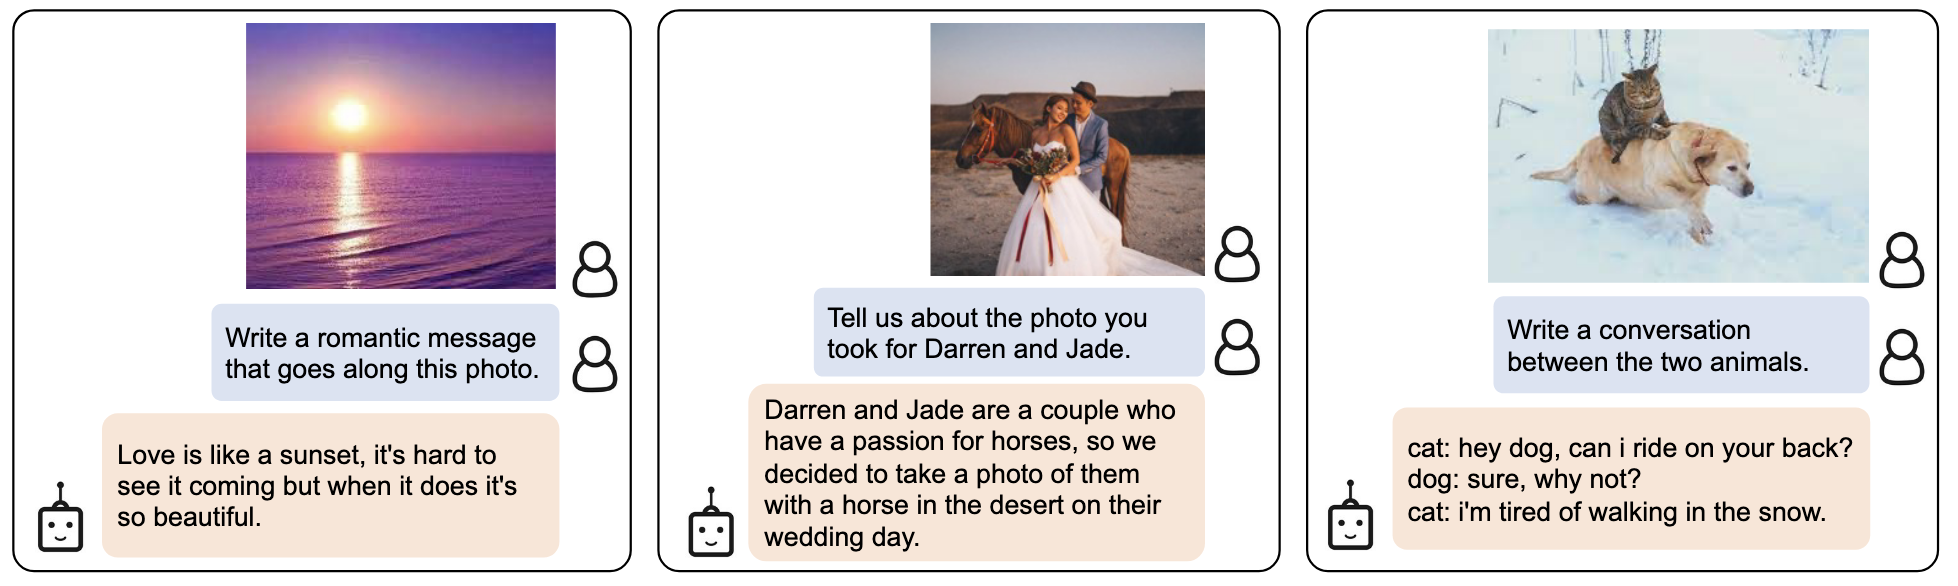 Write a romantic message
that goes along this photo.
Love is like a sunset, it's hard to
see it coming but when it does it's
so beautiful.
Tell us about the photo you
took for Darren and Jade.
Darren and Jade are a couple who
have a passion for horses, so we
decided to take a photo of them
with a horse in the desert on their
wedding day.
Write a conversation
between the two animals.
cat: hey dog, can i ride on your back?
dog: sure, why not?
cat: i'm tired of walking in the snow.